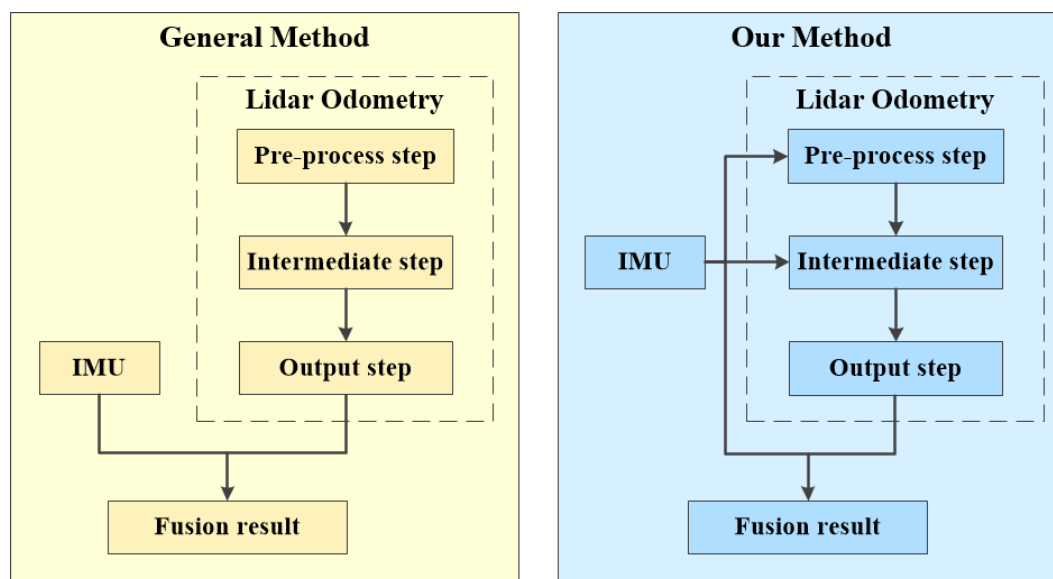 General Method
Lidar Odometry
Pre-process step
Intermediate step
IMU
Output step
Fusion result
Our Method
Lidar Odometry
Pre-process step
IMU
Intermediate step
Output step
Fusion result